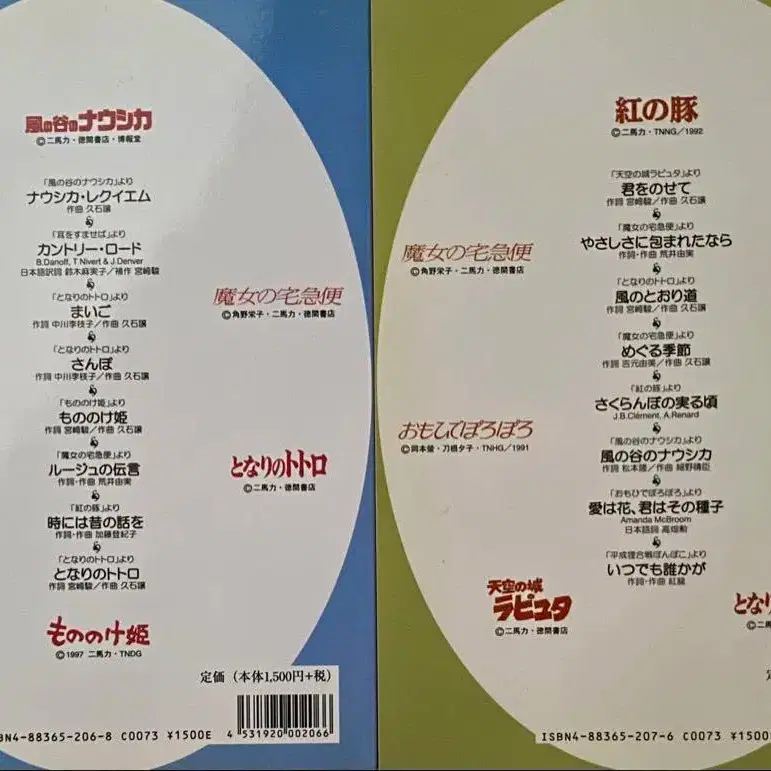 風の谷のナウシカ
©二馬力・徳間書店・博報堂
「風の谷のナウシカ」より
ナウシカ・レクイエム
作曲 久石譲
「耳をすませば」より
カントリー・ロード
B.Danoff, T.Nivert & J.Denver
日本語訳詞 鈴木麻実子/補作 宮崎駿
「となりのトトロ」より
まいご
作詞 中川李枝子/作曲 久石譲
「となりのトトロ」より
さんぽ
作詞 中川李枝子/作曲 久石譲
「もののけ姫」より
もののけ姫
作詞 宮崎駿/作曲 久石譲
「魔女の宅急便」より
ルージュの伝言
作詞・作曲 荒井由実
「紅の豚」より
時には昔の話を
作詞・作曲 加藤登紀子
「となりのトトロ」より
となりのトトロ
作詞 宮崎駿/作曲 久石譲
魔女の宅急便
©角野栄子・二馬力・徳間書店
となりのトトロ
©二馬力・徳間書店
もののけ姫
©1997 二馬力・TNDG
定価(本体1,500円+税)
BN4-88365-206-8 C0073 ¥1500E
4 531920 002066
紅の豚
©二馬力・TNNG/1992
「天空の城ラピュタ」より
君をのせて
作詞 宮崎駿/作曲 久石譲
「魔女の宅急便」より
やさしさに包まれたなら
作詞・作曲 荒井由実
「となりのトトロ」より
風のとおり道
作詞 宮崎駿/作曲 久石譲
「魔女の宅急便」より
めぐる季節
作詞 吉元由美/作曲 久石譲
「紅の豚」より
さくらんぼの実る頃
J.B.Clément, A.Renard
「風の谷のナウシカ」より
風の谷のナウシカ
作詞 松本隆/作曲 細野晴臣
「おもひでぽろぽろ」より
愛は花、君はその種子
Amanda McBroom
日本語詞 高畑勲
「平成狸合戦ぽんぽこ」より
いつでも誰かが
作詞・作曲 紅龍
魔女の宅急便
©角野栄子・二馬力・徳間書店
おもひでぽろぽろ
©岡本螢・刀根夕子・TNHG/1991
天空の城
ラピュタ
©二馬力・徳間書店
とな
©二馬
ISBN4-88365-207-6 C0073 ¥1500